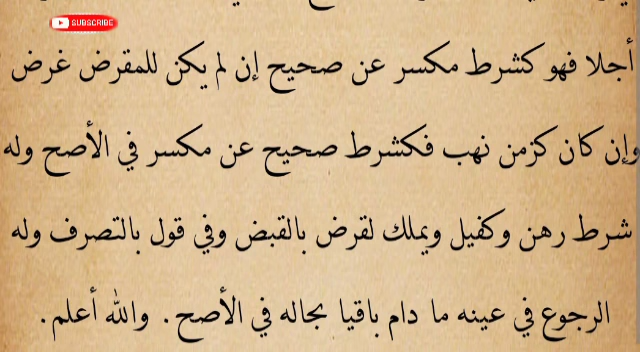 SUBSCRIBE
أجلا فهو كشرط مكسر عن صحيح إن لم يكن للمقرض غرض
وإن كان كزمن نهب فكشرط صحيح عن مكسر في الأصح وله
شرط رهن وكفيل ويملك لقرض بالقبض وفي قول بالتصرف وله
الرجوع في عينه ما دام باقيا بحاله في الأصح. والله أعلم.